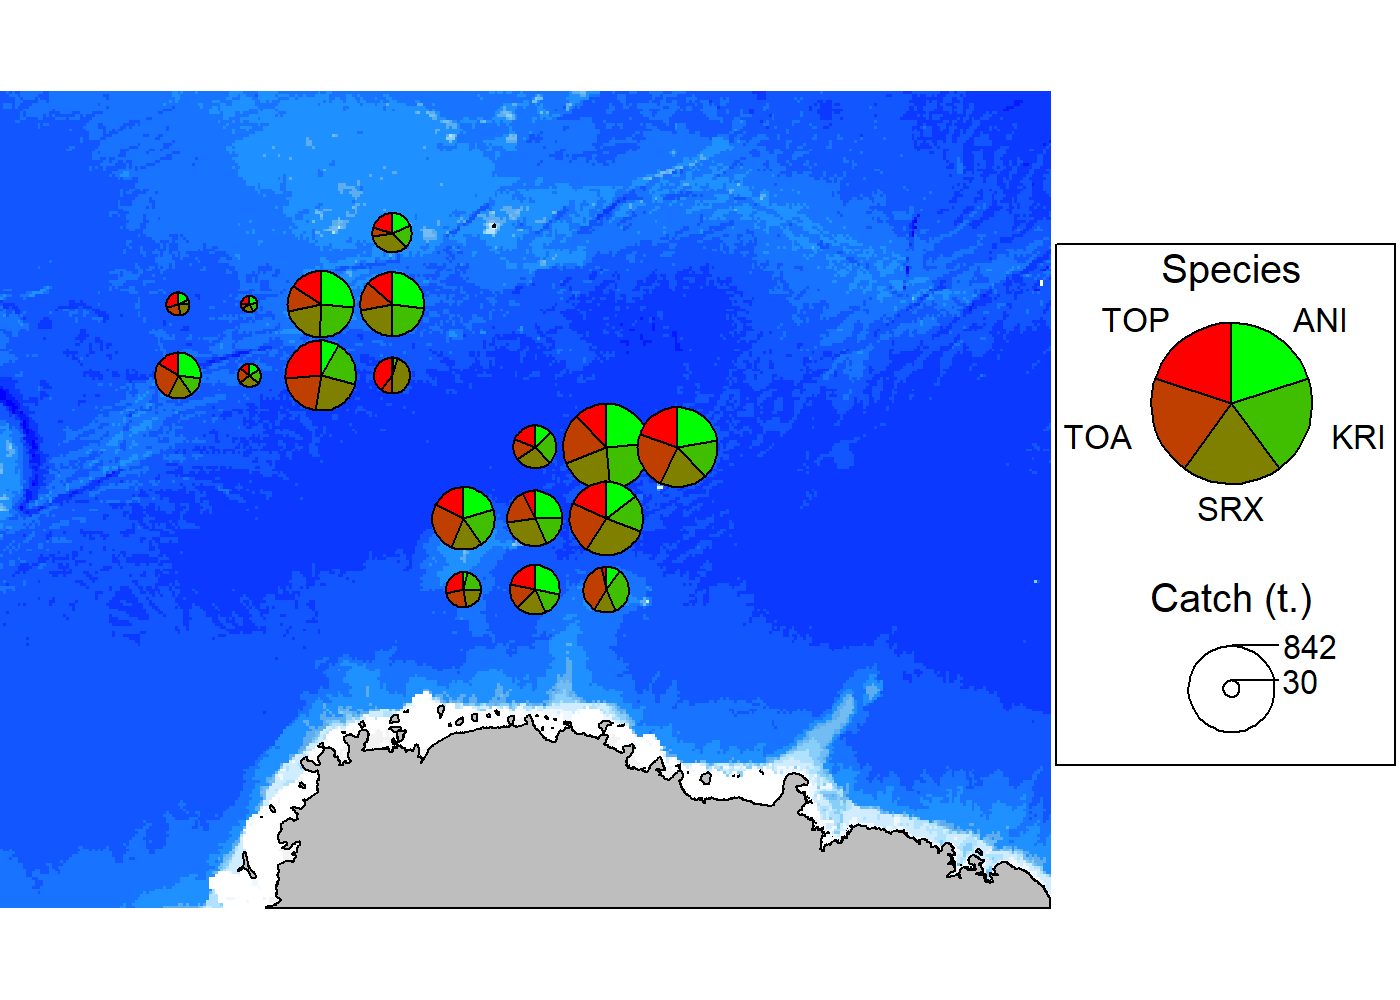 Species
TOP ANI
TOA KRI
SRX
Catch (t.)
842
30